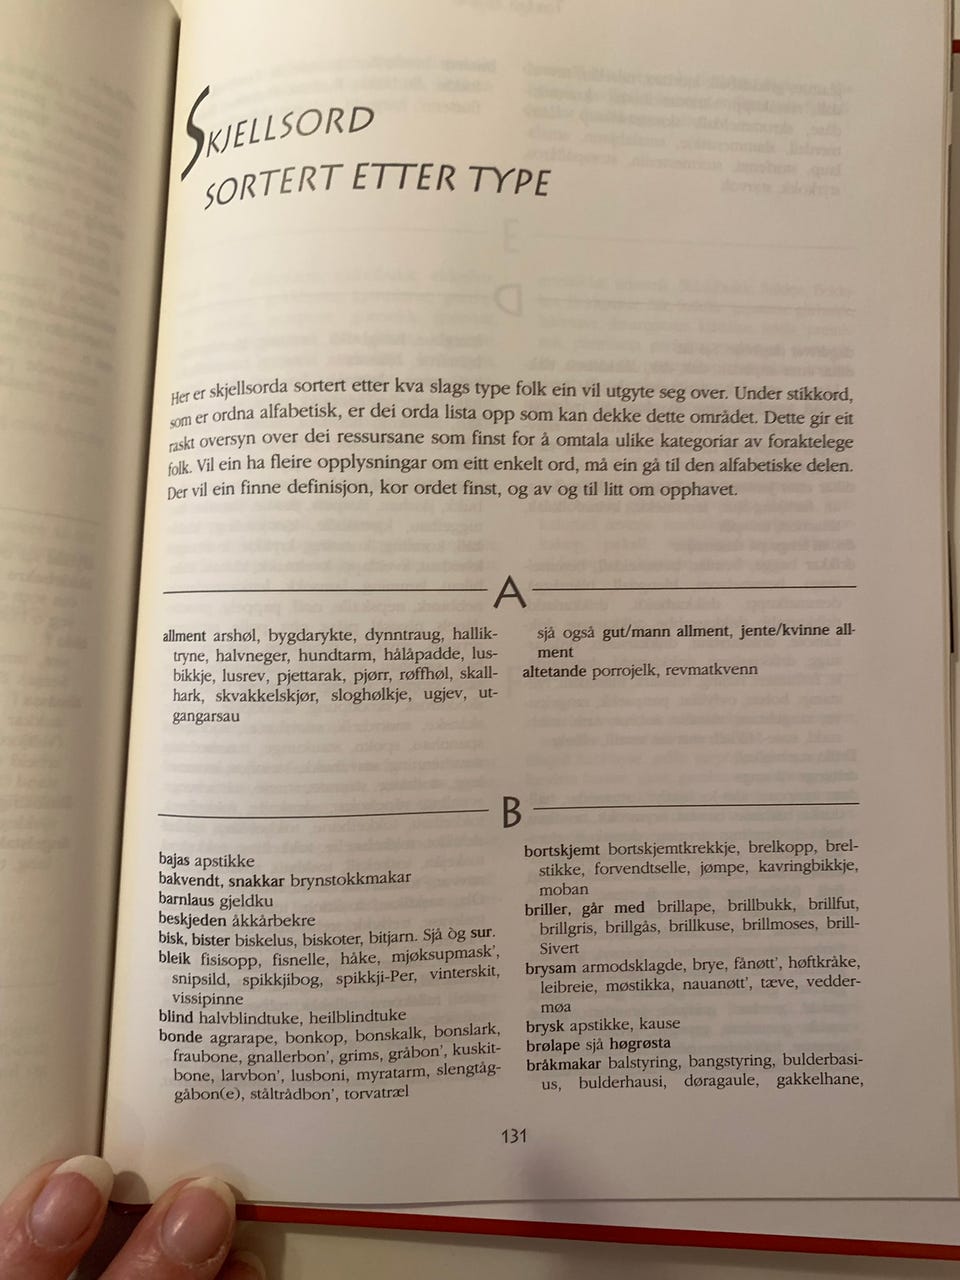 SKJELLSORD
SORTERT ETTER TYPE
Her er skjellsorda sortert etter kva slags type folk ein vil utgyte seg over. Under stikkord,
som er ordna alfabetisk, er dei orda lista opp som kan dekke dette området. Dette gir eit
raskt oversyn over dei ressursane som finst for å omtala ulike kategoriar av foraktelege
folk. Vil ein ha fleire opplysningar om eitt enkelt ord, må ein gå til den alfabetiske delen.
Der vil ein finne definisjon, kor ordet finst, og av og til litt om opphavet.
A
allment arshøl, bygdarykte, dynntraug, hallik-
tryne, halvneger, hundtarm, hålåpadde, lus-
bikkje, lusrev, pjettarak, pjørr, røffhøl, skall-
hark, skvakkelskjør, sloghølkje, ugjev, ut-
gangarsau
sjå også gut/mann allment, jente/kvinne all-
ment
altetande porrojelk, revmatkvenn
B
bajas apstikke
bakvendt, snakkar brynstokkmakar
barnlaus gjeldku
beskjeden åkkårbekre
bisk, bister biskelus, biskoter, bitjarn. Sjå òg sur.
bleik fisisopp, fisnelle, håke, mjøksupmask',
snipsild, spikkjibog, spikkji-Per, vinterskit,
vissipinne
blind halvblindtuke, heilblindtuke
bonde agrarape, bonkop, bonskalk, bonslark,
fraubone, gnallerbon', grims, gråbon', kuskit-
bone, larvbon', lusboni, myratarm, slengtåg-
gåbon(e), ståltrådbon', torvatræl
bortskjemt bortskjemtkrekkje, brelkopp, brel-
stikke, forvendtselle, jømpe, kavringbikkje,
moban
briller, går med brillape, brillbukk, brillfut,
brillgris, brillgås, brillkuse, brillmoses, brill-
Sivert
brysam armodsklagde, brye, fånøtt', høftkråke,
leibreie, møstikka, nauanøtt', tæve, vedder-
møa
brysk apstikke, kause
brølape sjå høgrøsta
bråkmakar balstyring, bangstyring, bulderbasi-
us, bulderhausi, døragaule, gakkelhane,
131